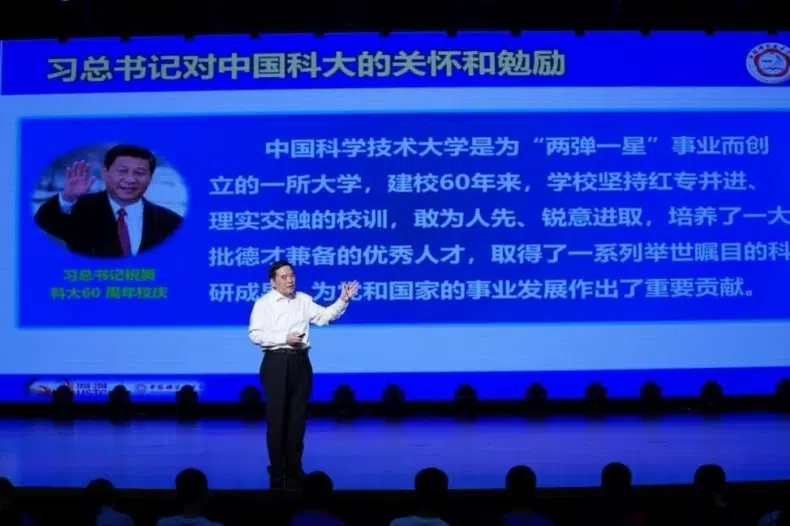 习总书记对中国科大的关怀和勉励
中国科学技术大学是为“两弹一星”事业而创
立的一所大学，建校60年来，学校坚持红专并进、
理实交融的校训，敢为人先、锐意进取，培养了一大
批德才兼备的优秀人才，取得了一系列举世瞩目的科
研成 为党和国家的事业发展作出了重要贡献。
习总书记祝贺
科大60 周年校庆
1958-2018